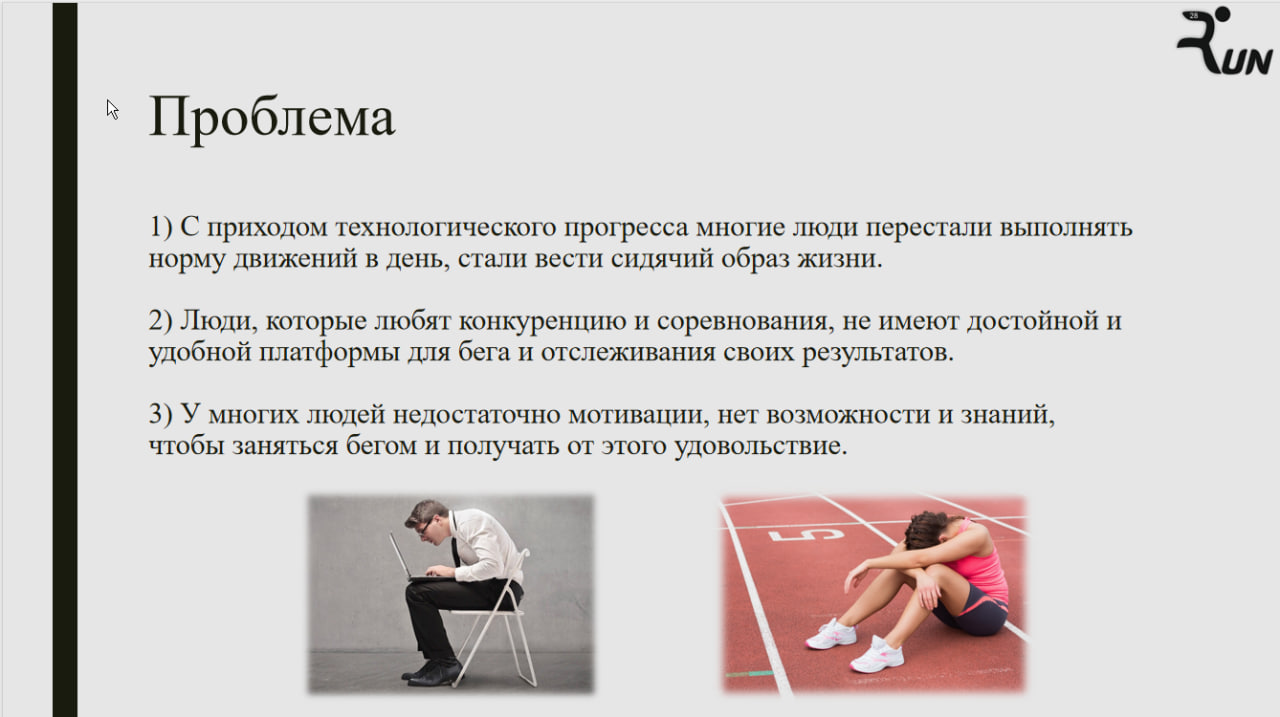 28
RUN
Проблема
1) С приходом технологического прогресса многие люди перестали выполнять
норму движений в день, стали вести сидячий образ жизни.
2) Люди, которые любят конкуренцию и соревнования, не имеют достойной и
удобной платформы для бега и отслеживания своих результатов.
3) У многих людей недостаточно мотивации, нет возможности и знаний,
чтобы заняться бегом и получать от этого удовольствие.
5